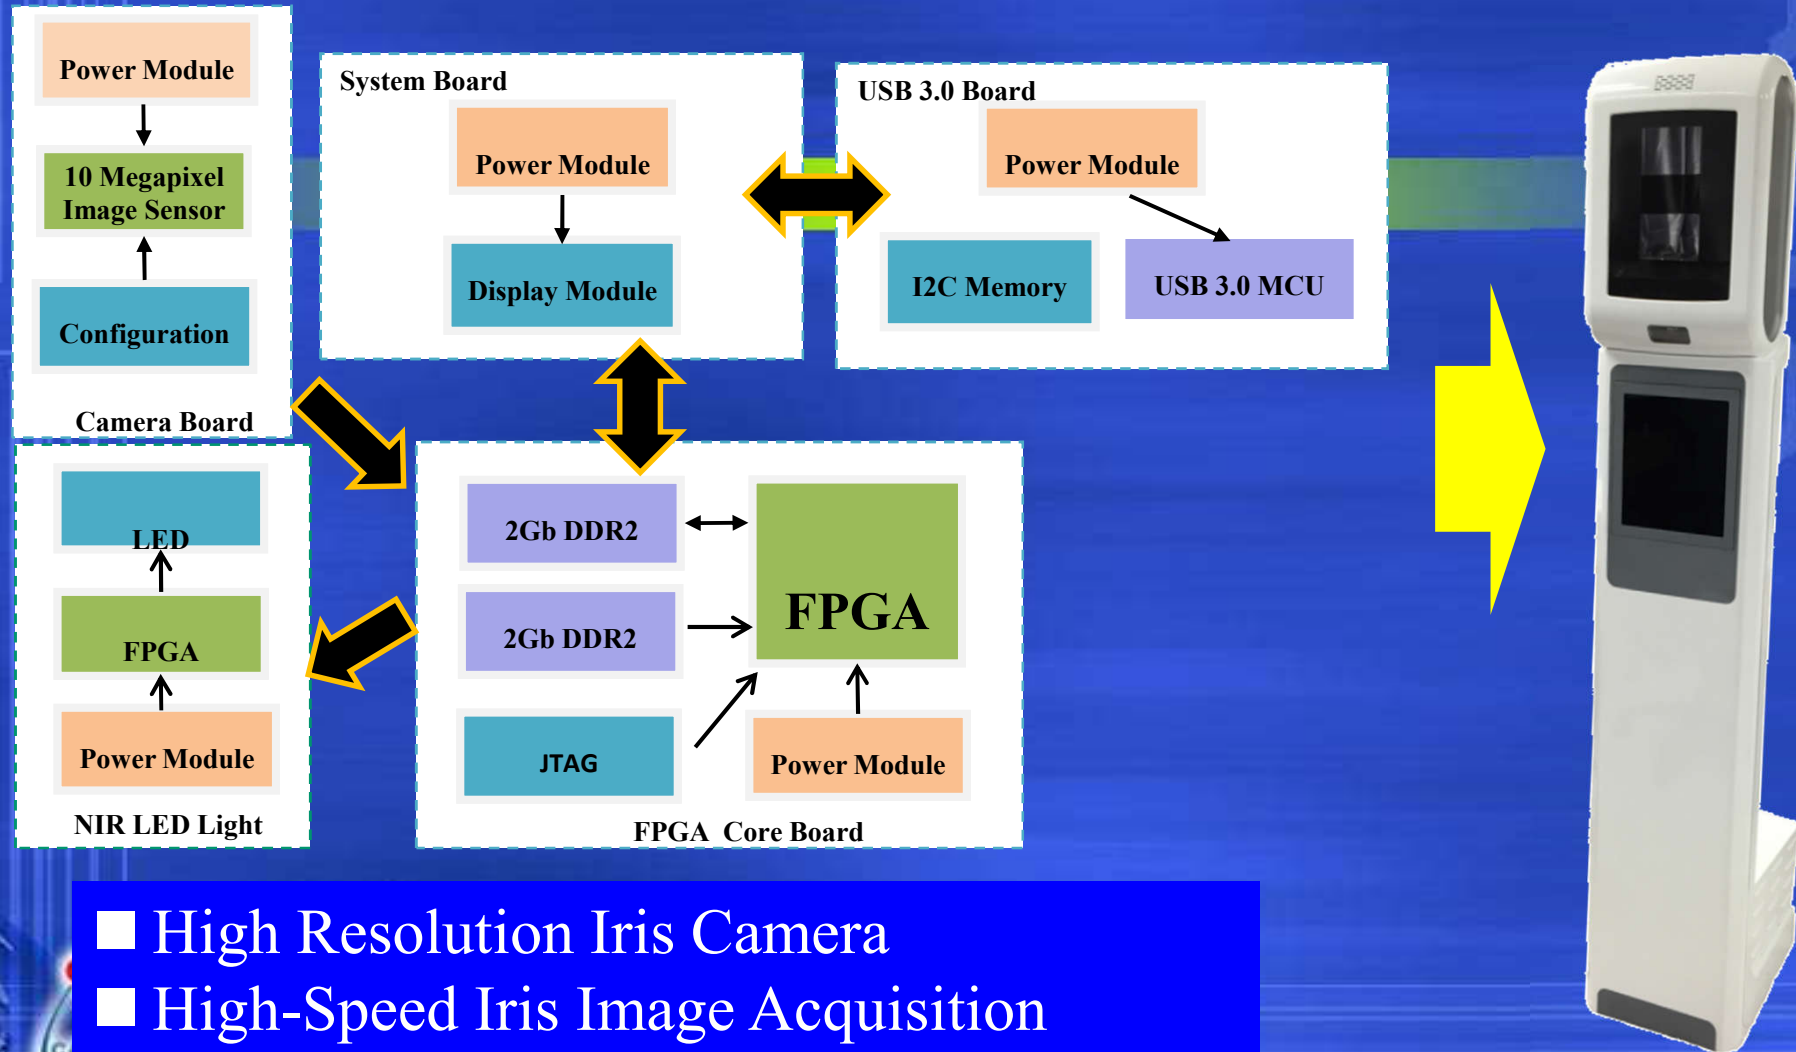 Power Module
10 Megapixel
Image Sensor
Configuration
Camera Board
System Board
Power Module
Display Module
USB 3.0 Board
Power Module
I2C Memory
USB 3.0 MCU
LED
FPGA
Power Module
NIR LED Light
2Gb DDR2
2Gb DDR2
FPGA
JTAG
Power Module
FPGA Core Board
High Resolution Iris Camera
High-Speed Iris Image Acquisition